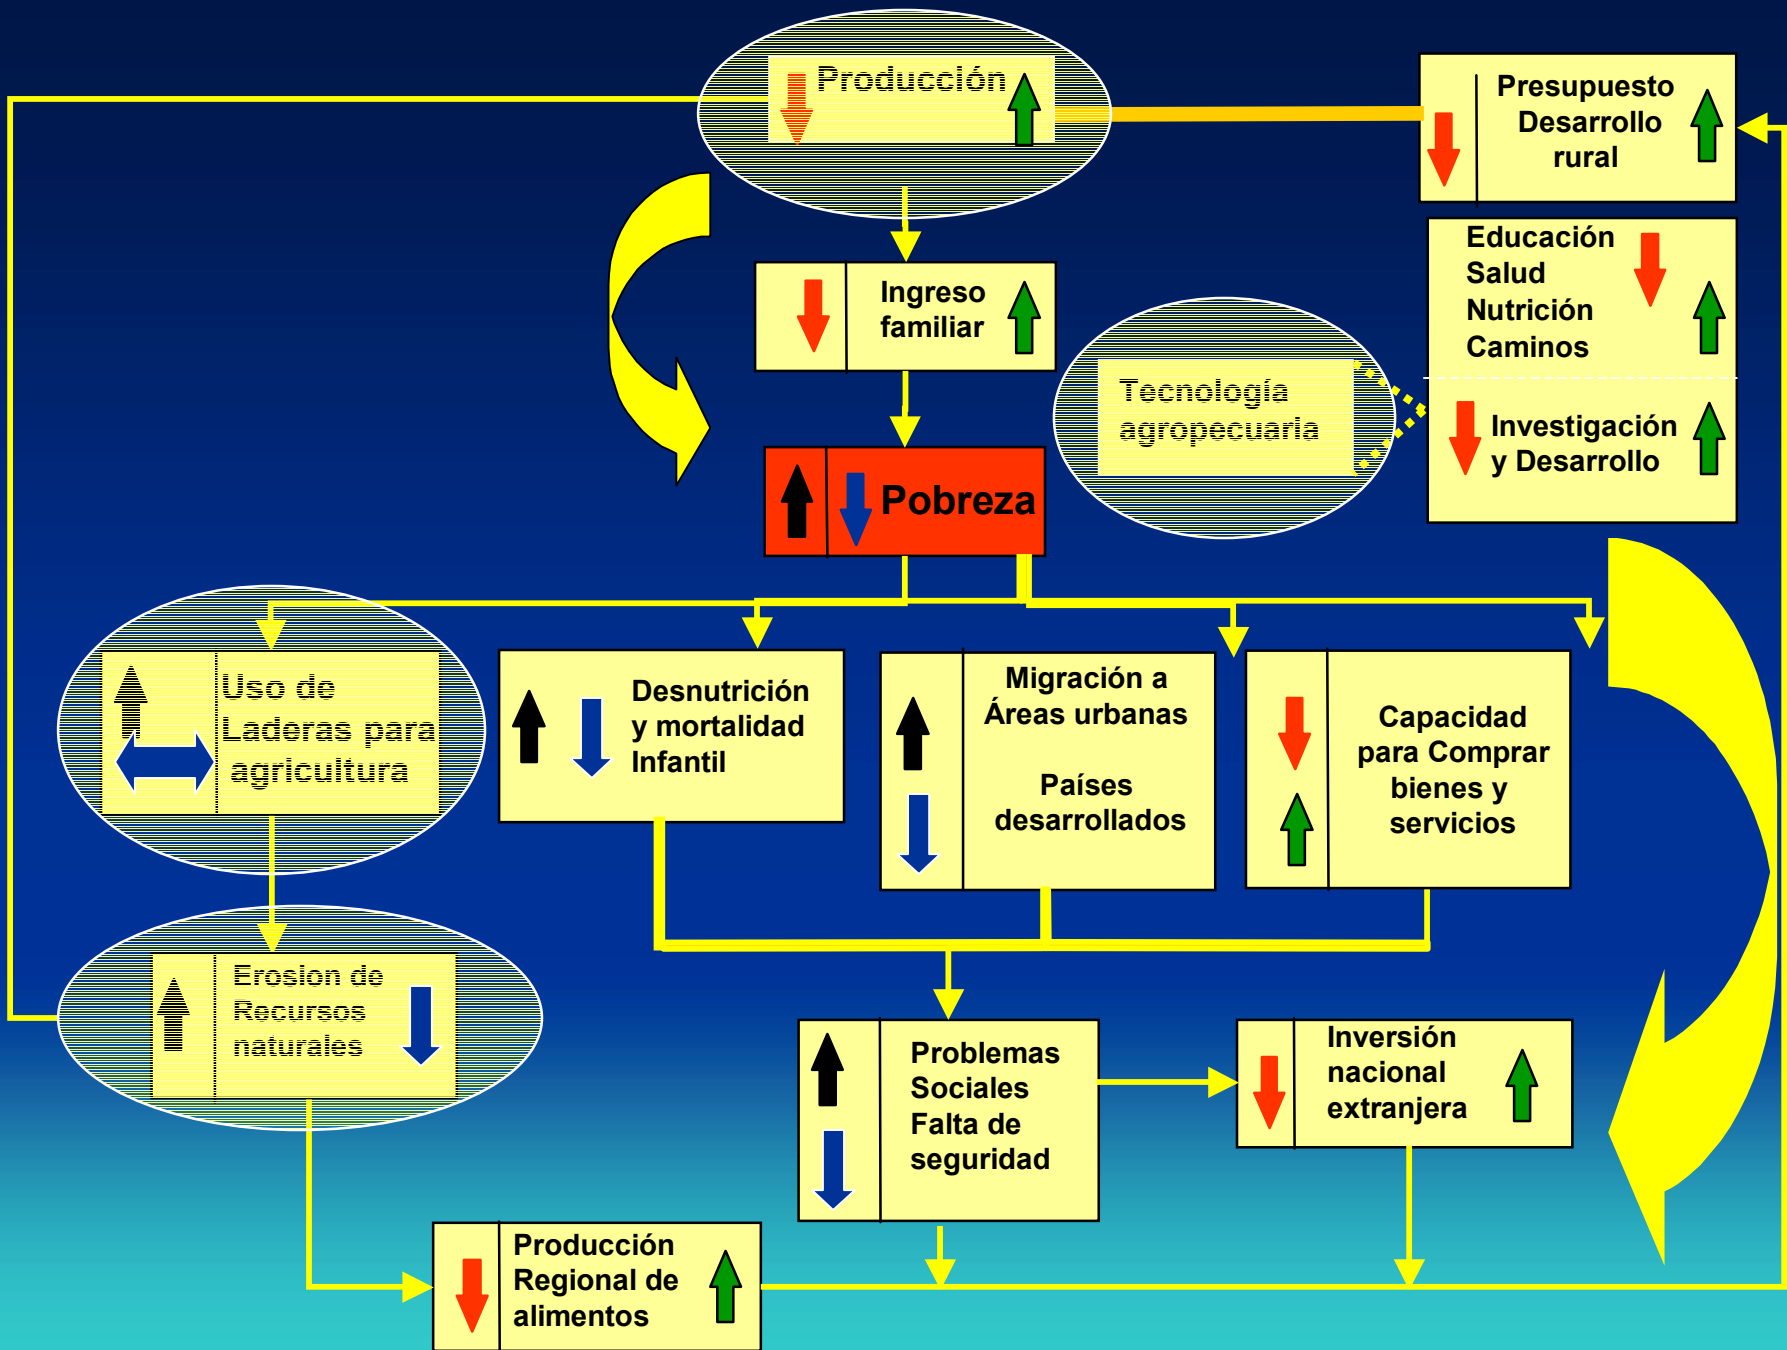 Producción
Presupuesto
Desarrollo
rural
Educación
Salud
Nutrición
Caminos
Ingreso
familiar
Tecnología
agropecuaria
Investigación
y Desarrollo
Pobreza
Uso de
Laderas para
agricultura
Desnutrición
y mortalidad
Infantil
Migración a
Áreas urbanas
Países
desarrollados
Capacidad
para Comprar
bienes y
servicios
Erosion de
Recursos
naturales
Problemas
Sociales
Falta de
seguridad
Inversión
nacional
extranjera
Producción
Regional de
alimentos